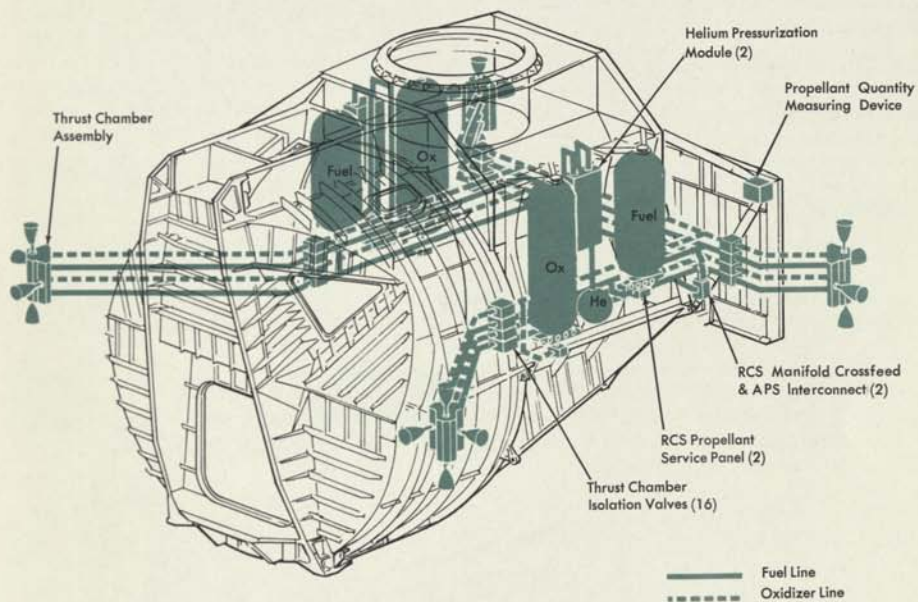 Helium Pressurization
Module (2)
Propellant Quantity
Measuring Device
Thrust Chamber
Assembly
Fuel
Ox
Fuel
Ox
He
RCS Manifold Crossfeed
& APS Interconnect (2)
RCS Propellant
Service Panel (2)
Thrust Chamber
Isolation Valves (16)
Fuel Line
Oxidizer Line